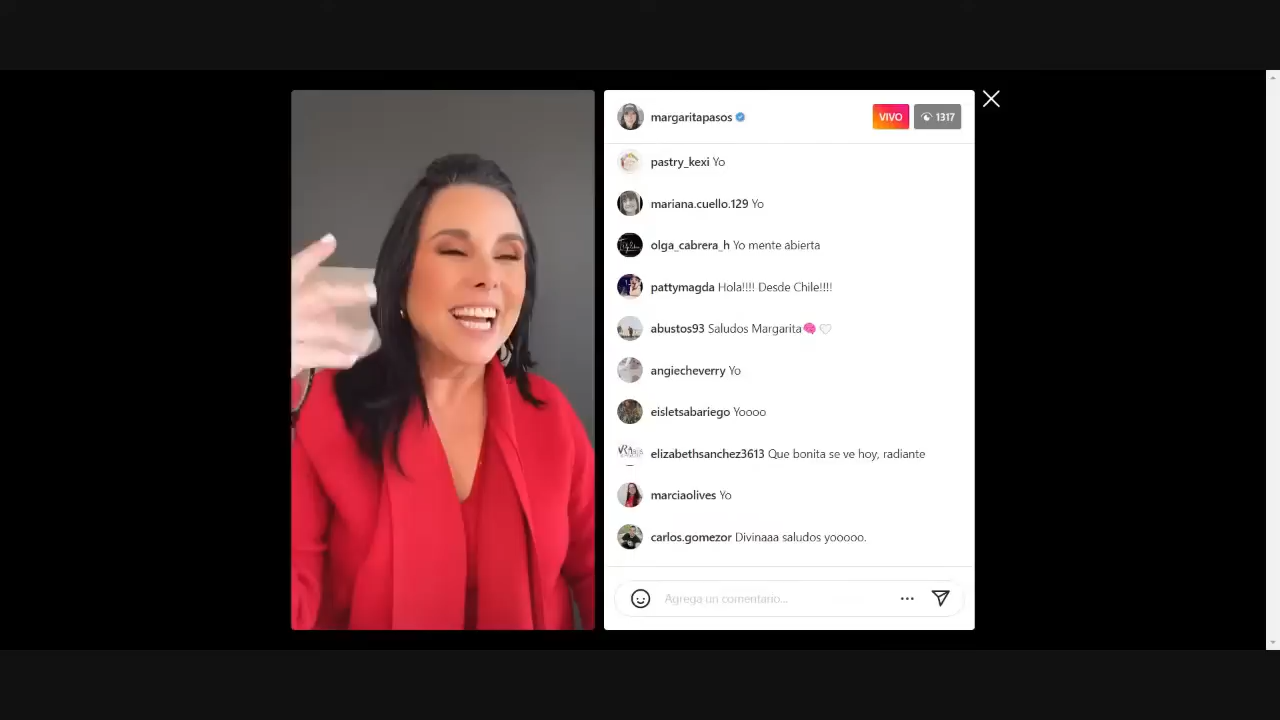 margaritapasos
VIVO
1317
pastry_kexi Yo
mariana.cuello.129 Yo
olga_cabrera_h Yo mente abierta
pattymagda Hola!!!! Desde Chile!!!!
abustos93 Saludos Margarita🧠🤍
angiecheverry Yo
eisletsabariego Yoooo
elizabethsanchez3613 Que bonita se ve hoy, radiante
marciaolives Yo
carlos.gomezor Divinaaa saludos yooooo.
Agrega un comentario...